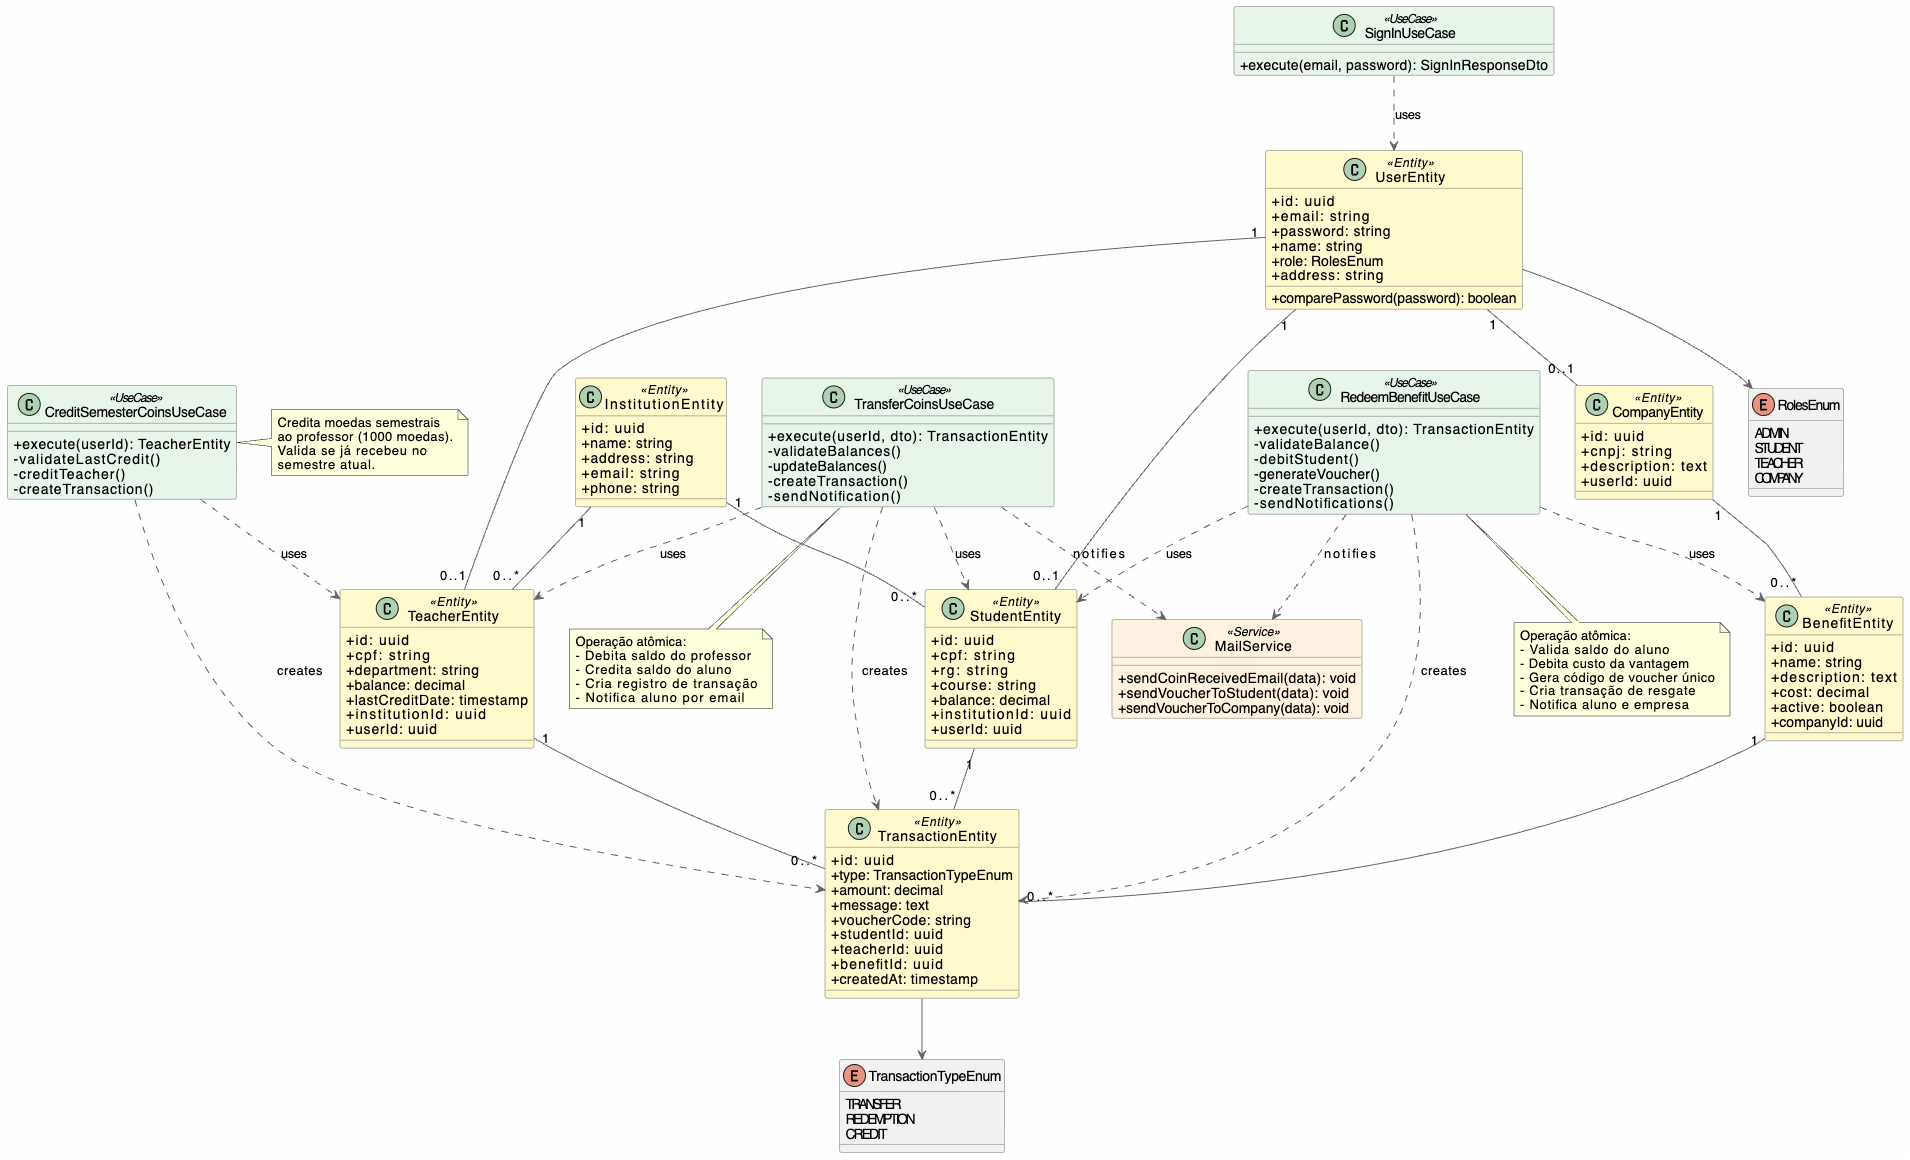 C
«UseCase»
SignInUseCase
+execute(email, password): SignInResponseDto
uses
C
«Entity»
UserEntity
+id: uuid
+email: string
+password: string
+name: string
+role: RolesEnum
+address: string
+comparePassword(password): boolean
1
1
1
0..1
C
«UseCase»
CreditSemesterCoinsUseCase
+execute(userId): TeacherEntity
-validateLastCredit()
-creditTeacher()
-createTransaction()
Credita moedas semestrais
ao professor (1000 moedas).
Valida se já recebeu no
semestre atual.
C
«Entity»
InstitutionEntity
+id: uuid
+name: string
+address: string
+email: string
+phone: string
C
«UseCase»
TransferCoinsUseCase
+execute(userId, dto): TransactionEntity
-validateBalances()
-updateBalances()
-createTransaction()
-sendNotification()
C
«UseCase»
RedeemBenefitUseCase
+execute(userId, dto): TransactionEntity
-validateBalance()
-debitStudent()
-generateVoucher()
-createTransaction()
-sendNotifications()
C
«Entity»
CompanyEntity
+id: uuid
+cnpj: string
+description: text
+userId: uuid
E
RolesEnum
ADMIN
STUDENT
TEACHER
COMPANY
1
1
1
uses
uses
uses
notifies
uses
notifies
uses
0..1
0..*
0..*
0..1
0..*
C
«Entity»
TeacherEntity
+id: uuid
+cpf: string
+department: string
+balance: decimal
+lastCreditDate: timestamp
+institutionId: uuid
+userId: uuid
Operação atômica:
- Debita saldo do professor
- Credita saldo do aluno
- Cria registro de transação
- Notifica aluno por email
C
«Entity»
StudentEntity
+id: uuid
+cpf: string
+rg: string
+course: string
+balance: decimal
+institutionId: uuid
+userId: uuid
C
«Service»
MailService
+sendCoinReceivedEmail(data): void
+sendVoucherToStudent(data): void
+sendVoucherToCompany(data): void
Operação atômica:
- Valida saldo do aluno
- Debita custo da vantagem
- Gera código de voucher único
- Cria transação de resgate
- Notifica aluno e empresa
C
«Entity»
BenefitEntity
+id: uuid
+name: string
+description: text
+cost: decimal
+active: boolean
+companyId: uuid
creates
creates
creates
1
1
1
0..*
0..*
0..*
C
«Entity»
TransactionEntity
+id: uuid
+type: TransactionTypeEnum
+amount: decimal
+message: text
+voucherCode: string
+studentId: uuid
+teacherId: uuid
+benefitId: uuid
+createdAt: timestamp
E
TransactionTypeEnum
TRANSFER
REDEMPTION
CREDIT